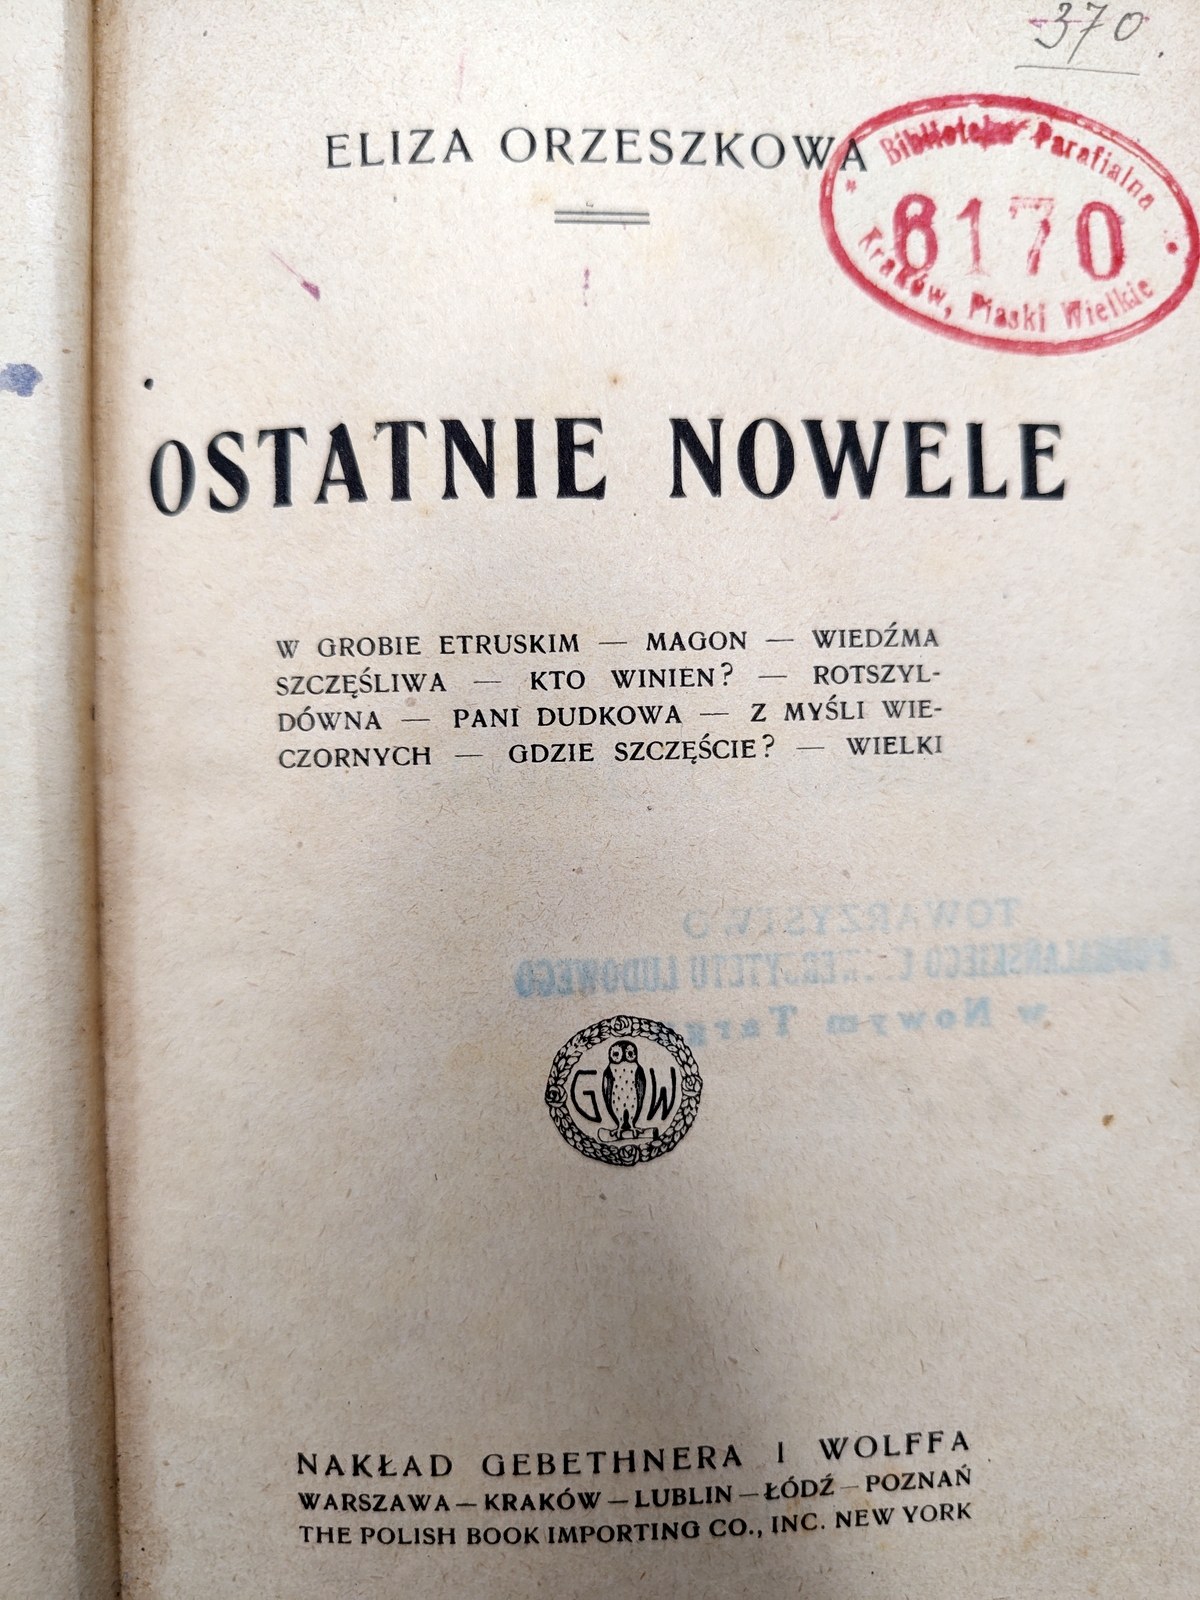 370.
ELIZA ORZESZKOWA
Biblioteka Parafialna
6170
Kraków, Piaski Wielkie
OSTATNIE NOWELE
W GROBIE ETRUSKIM — MAGON — WIEDŹMA
SZCZĘŚLIWA — KTO WINIEN? — ROTSZYL-
DÓWNA — PANI DUDKOWA — Z MYŚLI WIE-
CZORNYCH — GDZIE SZCZĘŚCIE? — WIELKI
TOWARZYSTWO
LUDOWEGO
w Nowym
G W
NAKŁAD GEBETHNERA I WOLFFA
WARSZAWA — KRAKÓW — LUBLIN — ŁÓDŹ — POZNAŃ
THE POLISH BOOK IMPORTING CO., INC. NEW YORK